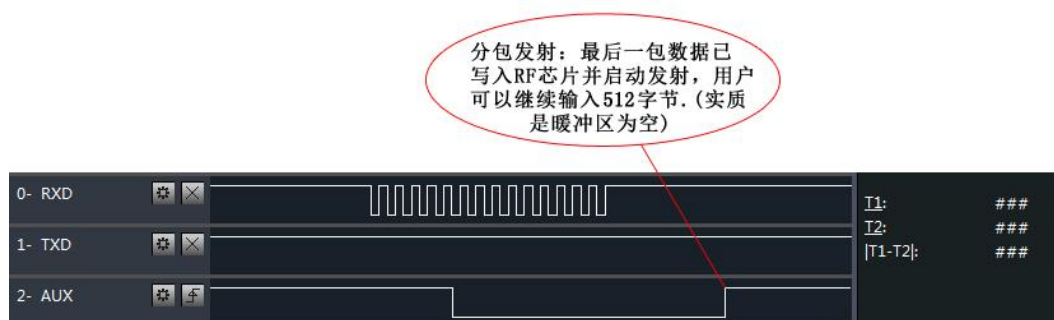 分包发射：最后一包数据已
写入RF芯片并启动发射，用户
可以继续输入512字节.(实质
是暖冲区为空)
0- RXD
T1: ###
1- TXD
T2: ###
|T1-T2|: ###
2- AUX